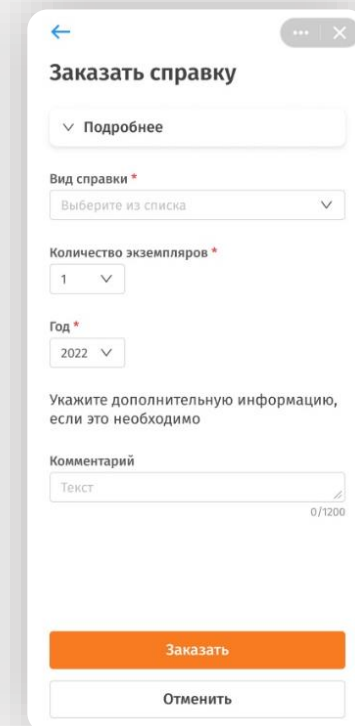 Заказать справку
Подробнее
Вид справки *
Выберите из списка
Количество экземпляров *
1
Год *
2022
Укажите дополнительную информацию,
если это необходимо
Комментарий
Текст
0/1200
Заказать
Отменить